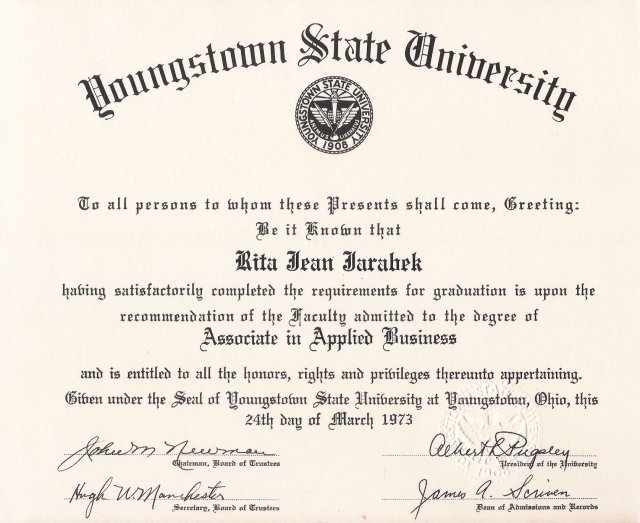 Youngstown State University
YOUNGSTOWN STATE UNIVERSITY
1908
To all persons to whom these Presents shall come, Greeting:
Be it Known that
Rita Jean Jarabek
having satisfactorily completed the requirements for graduation is upon the
recommendation of the Faculty admitted to the degree of
Associate in Applied Business
and is entitled to all the honors, rights and privileges thereunto appertaining.
Given under the Seal of Youngstown State University at Youngstown, Ohio, this
24th day of March 1973
John M Newman
Chairman, Board of Trustees
Albert L Pugsley
President of the University
Hugh W Manchester
Secretary, Board of Trustees
James A. Scriven
Dean of Admissions and Records